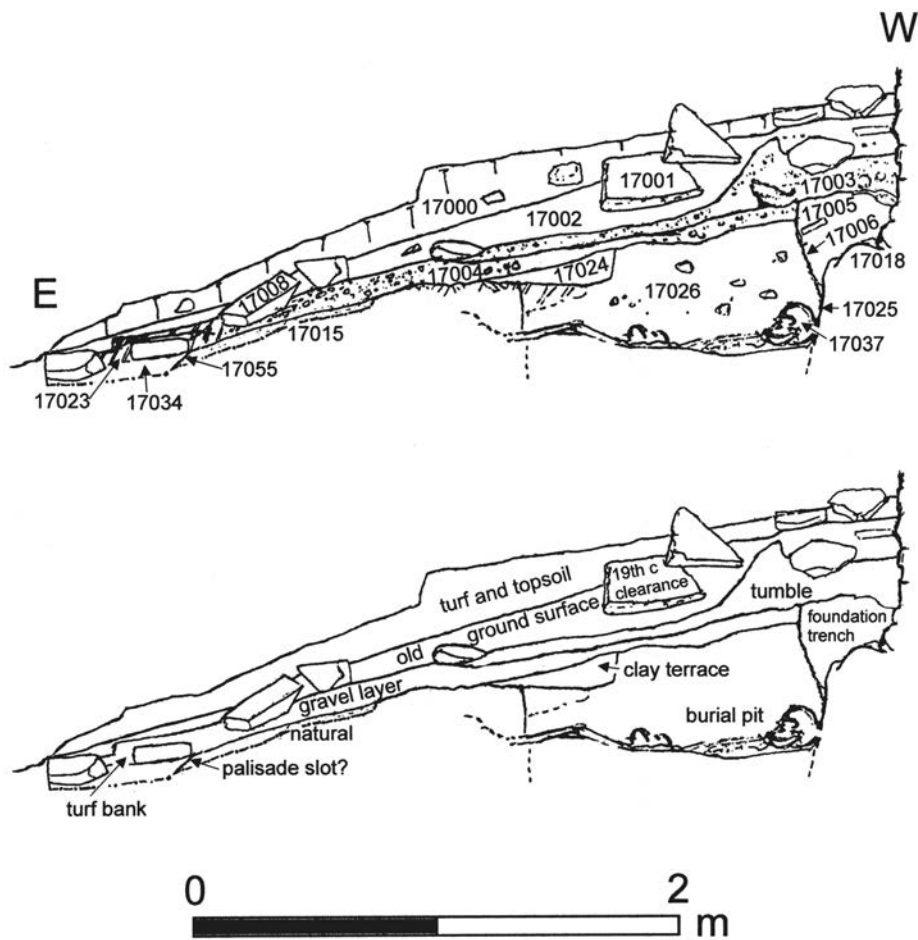 W
17001
17003
17000
17002
17005
17006
17004
17024
17018
E
17008
17026
17015
17025
17037
17055
17023
17034
19th c
clearance
turf and topsoil
tumble
old
ground surface
foundation
trench
gravel layer
clay terrace
natural
burial pit
palisade slot?
turf bank
0
2
m